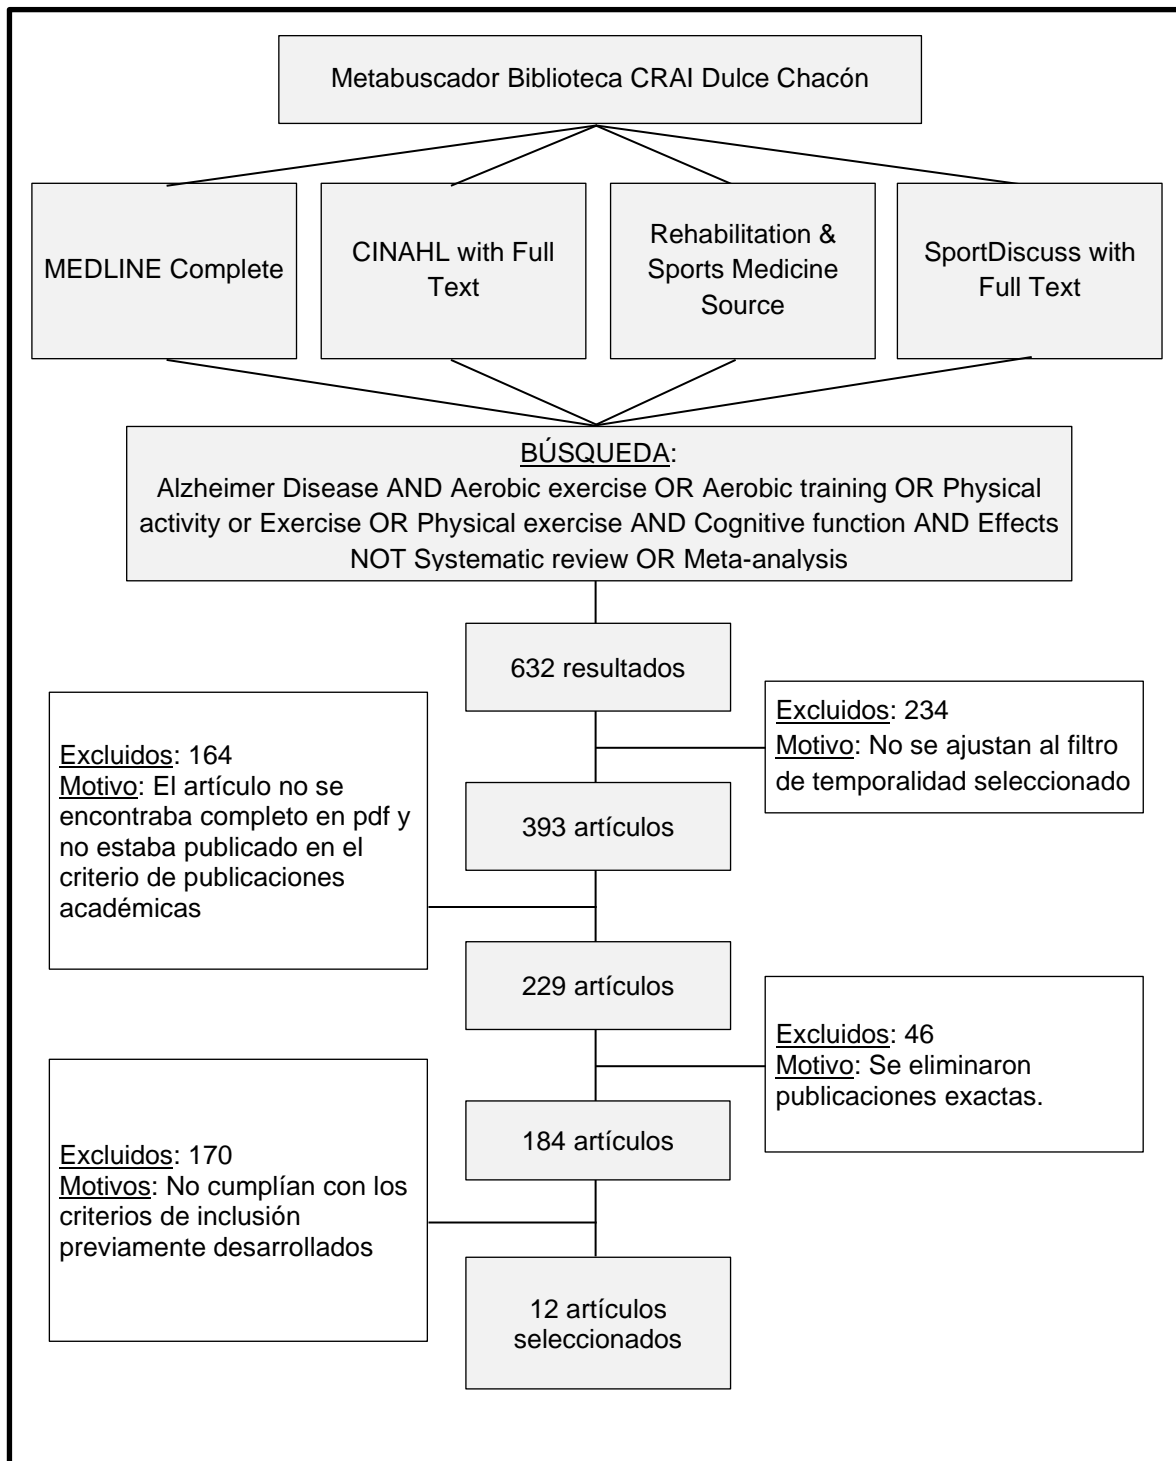 Metabuscador Biblioteca CRAI Dulce Chacón
MEDLINE Complete
CINAHL with Full
Text
Rehabilitation &
Sports Medicine
Source
SportDiscuss with
Full Text
BÚSQUEDA:
Alzheimer Disease AND Aerobic exercise OR Aerobic training OR Physical
activity or Exercise OR Physical exercise AND Cognitive function AND Effects
NOT Systematic review OR Meta-analysis
632 resultados
Excluidos: 234
Motivo: No se ajustan al filtro
de temporalidad seleccionado
393 artículos
Excluidos: 164
Motivo: El artículo no se
encontraba completo en pdf y
no estaba publicado en el
criterio de publicaciones
académicas
229 artículos
Excluidos: 46
Motivo: Se eliminaron
publicaciones exactas.
184 artículos
Excluidos: 170
Motivos: No cumplían con los
criterios de inclusión
previamente desarrollados
12 artículos
seleccionados